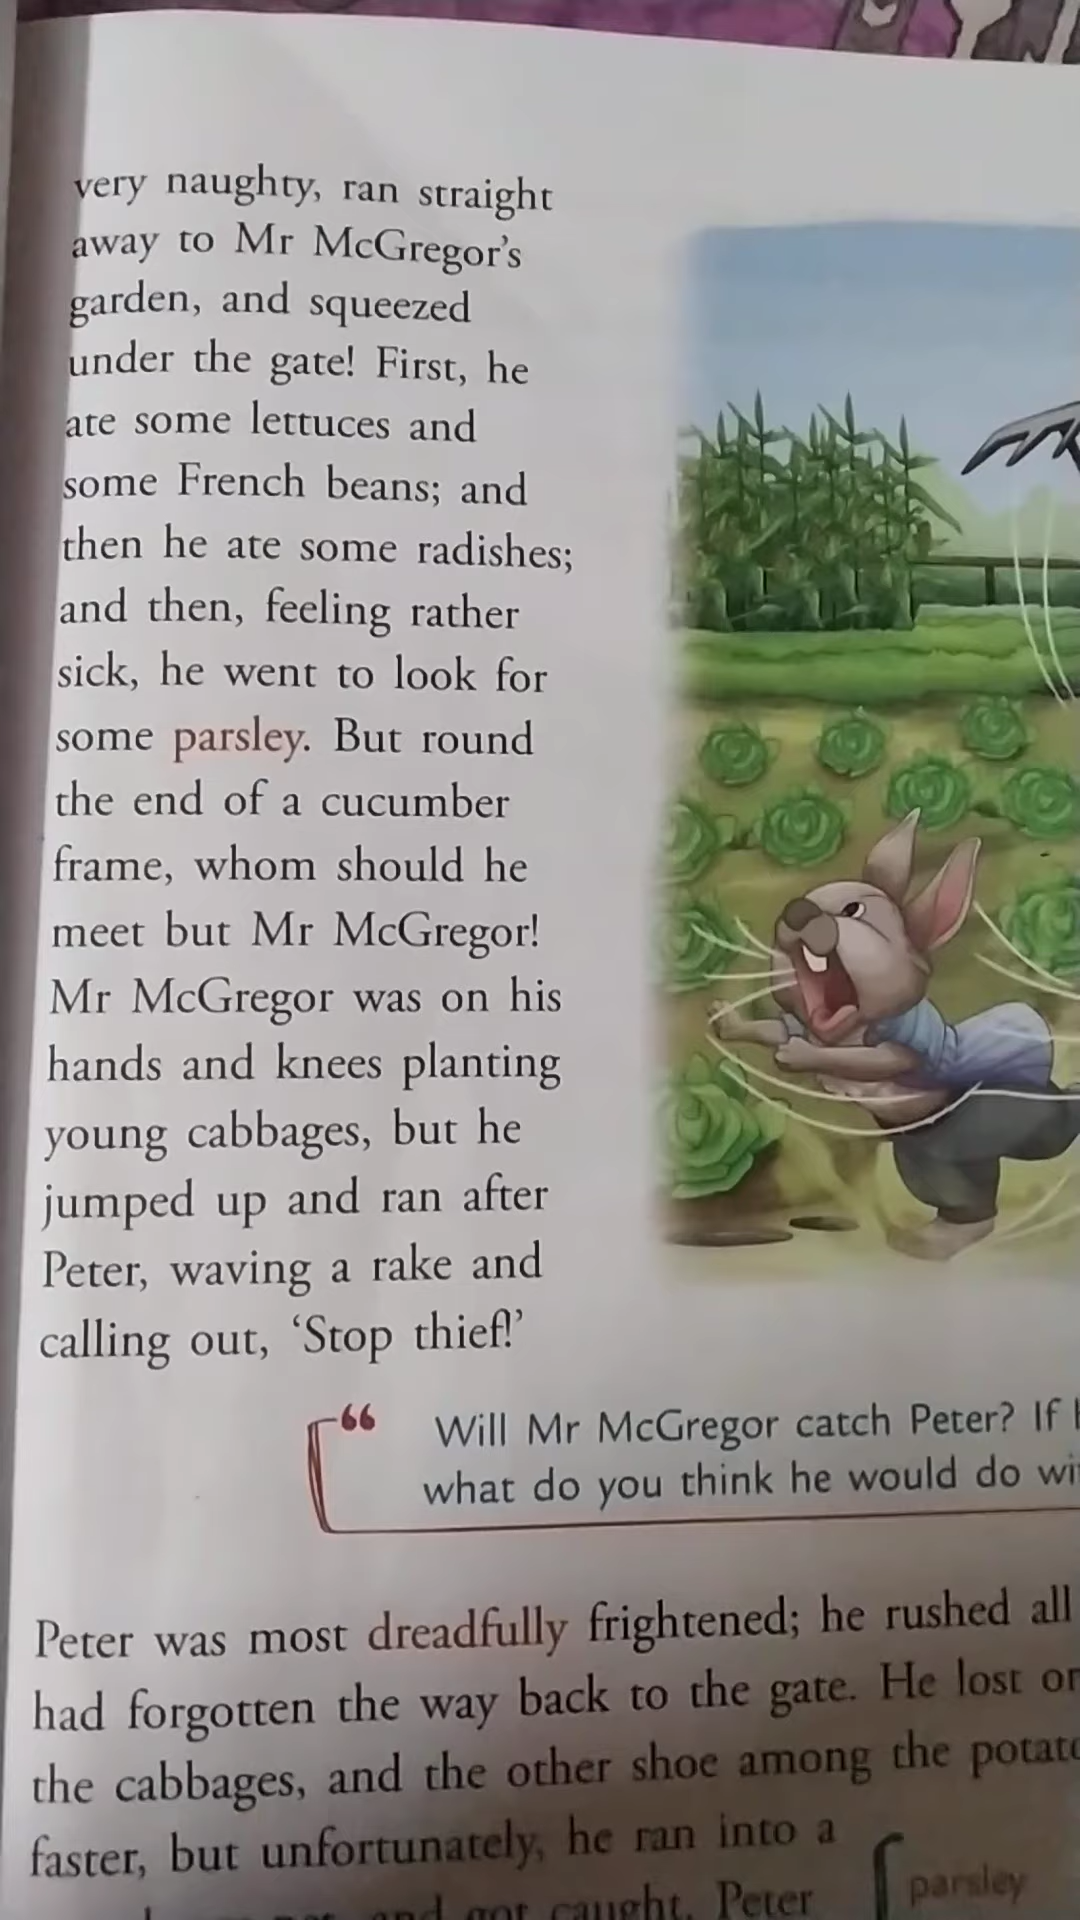 very naughty, ran straight
away to Mr McGregor's
garden, and squeezed
under the gate! First, he
ate some lettuces and
some French beans; and
then he ate some radishes;
and then, feeling rather
sick, he went to look for
some parsley. But round
the end of a cucumber
frame, whom should he
meet but Mr McGregor!
Mr McGregor was on his
hands and knees planting
young cabbages, but he
jumped up and ran after
Peter, waving a rake and
calling out, ‘Stop thief!’
“ Will Mr McGregor catch Peter? If
what do you think he would do
Peter was most dreadfully frightened; he rushed all
had forgotten the way back to the gate. He lost
the cabbages, and the other shoe among the
faster, but unfortunately, he ran into a
parsley
and got caught. Peter